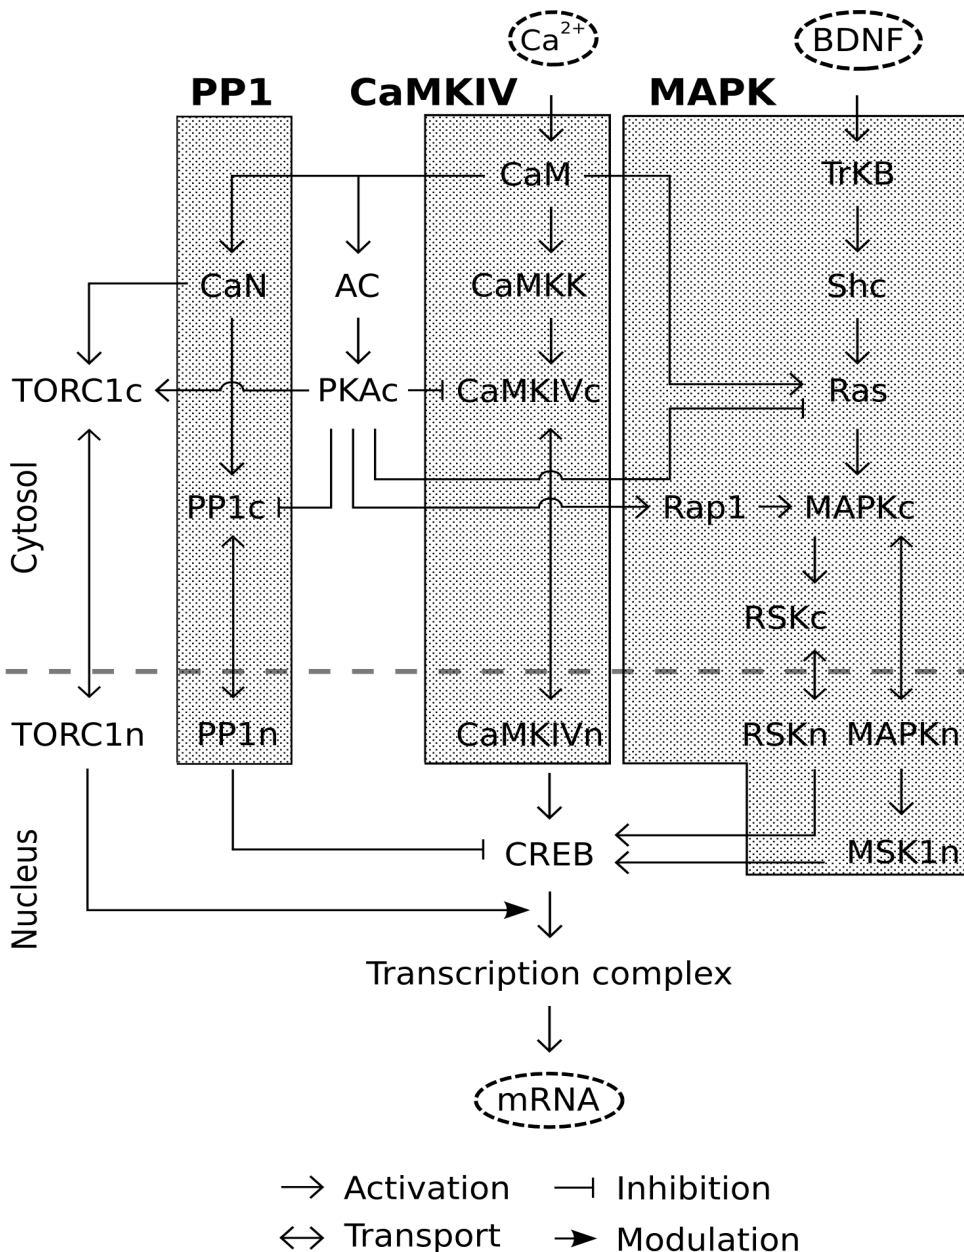 Ca2+ BDNF
PP1 CaMKIV MAPK
CaM TrKB
CaN AC CaMKK Shc
TORC1c PKAc CaMKIVc Ras
Cytosol
PP1c Rap1 MAPKc
RSKc
TORC1n PP1n CaMKIVn RSKn MAPKn
Nucleus
CREB MSK1n
Transcription complex
mRNA
Activation Inhibition
Transport Modulation